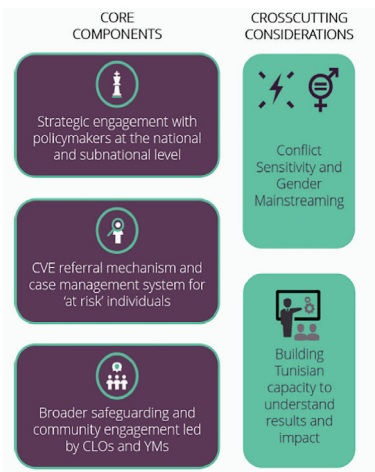 CORE
COMPONENTS
Strategic engagement with
policymakers at the national
and subnational level
CVE referral mechanism and
case management system for
‘at risk’ individuals
Broader safeguarding and
community engagement led
by CLOs and YMs
CROSSCUTTING
CONSIDERATIONS
Conflict
Sensitivity and
Gender
Mainstreaming
Building
Tunisian
capacity to
understand
results and
impact